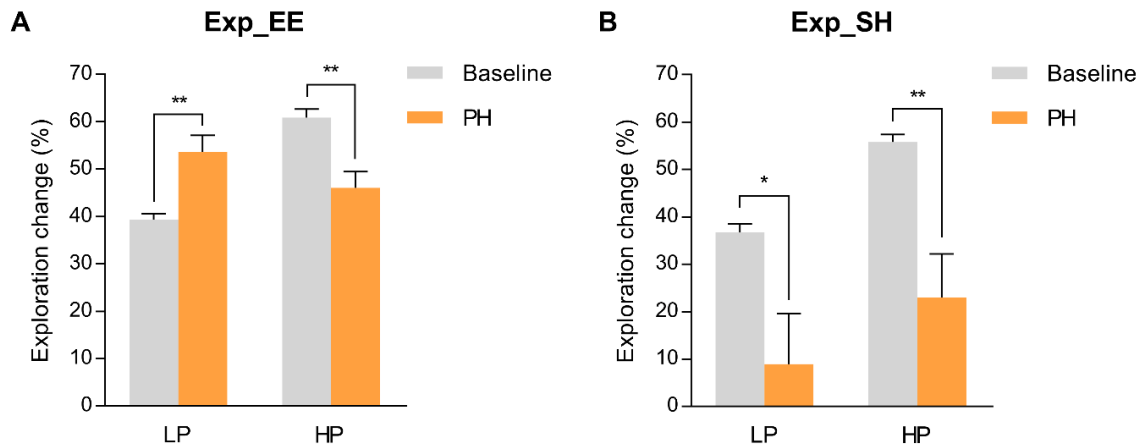 A
Exp_EE
Exploration change (%)
70
60
50
40
30
20
10
0
**
**
LP
HP
Baseline
PH
B
Exp_SH
Exploration change (%)
70
60
50
40
30
20
10
0
*
**
LP
HP
Baseline
PH